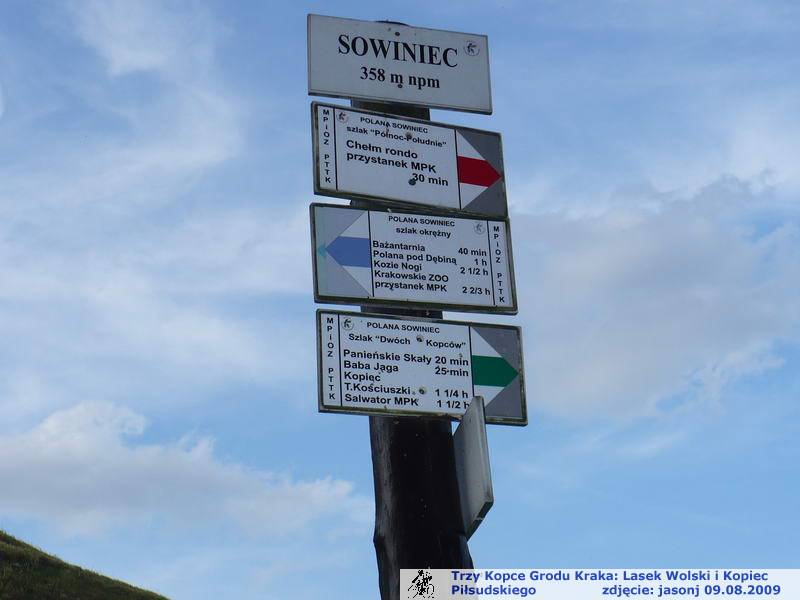 SOWINIEC
358 m npm
MPiOZ PTTK
POLANA SOWINIEC
szlak "Północ-Południe"
Chełm rondo
przystanek MPK
30 min
POLANA SOWINIEC
szlak okrężny
Bażantarnia 40 min
Polana pod Dębiną 1 h
Kozie Nogi 2 1/2 h
Krakowskie ZOO
przystanek MPK 2 2/3 h
MPiOZ PTTK
MPiOZ PTTK
POLANA SOWINIEC
Szlak "Dwóch Kopców"
Panieńskie Skały 20 min
Baba Jaga 25 min
Kopięc
T.Kościuszki 1 1/4 h
Salwator MPK 1 1/2 h
Trzy Kopce Grodu Kraka: Lasek Wolski i Kopiec
Piłsudskiego zdjęcie: jasonj 09.08.2009